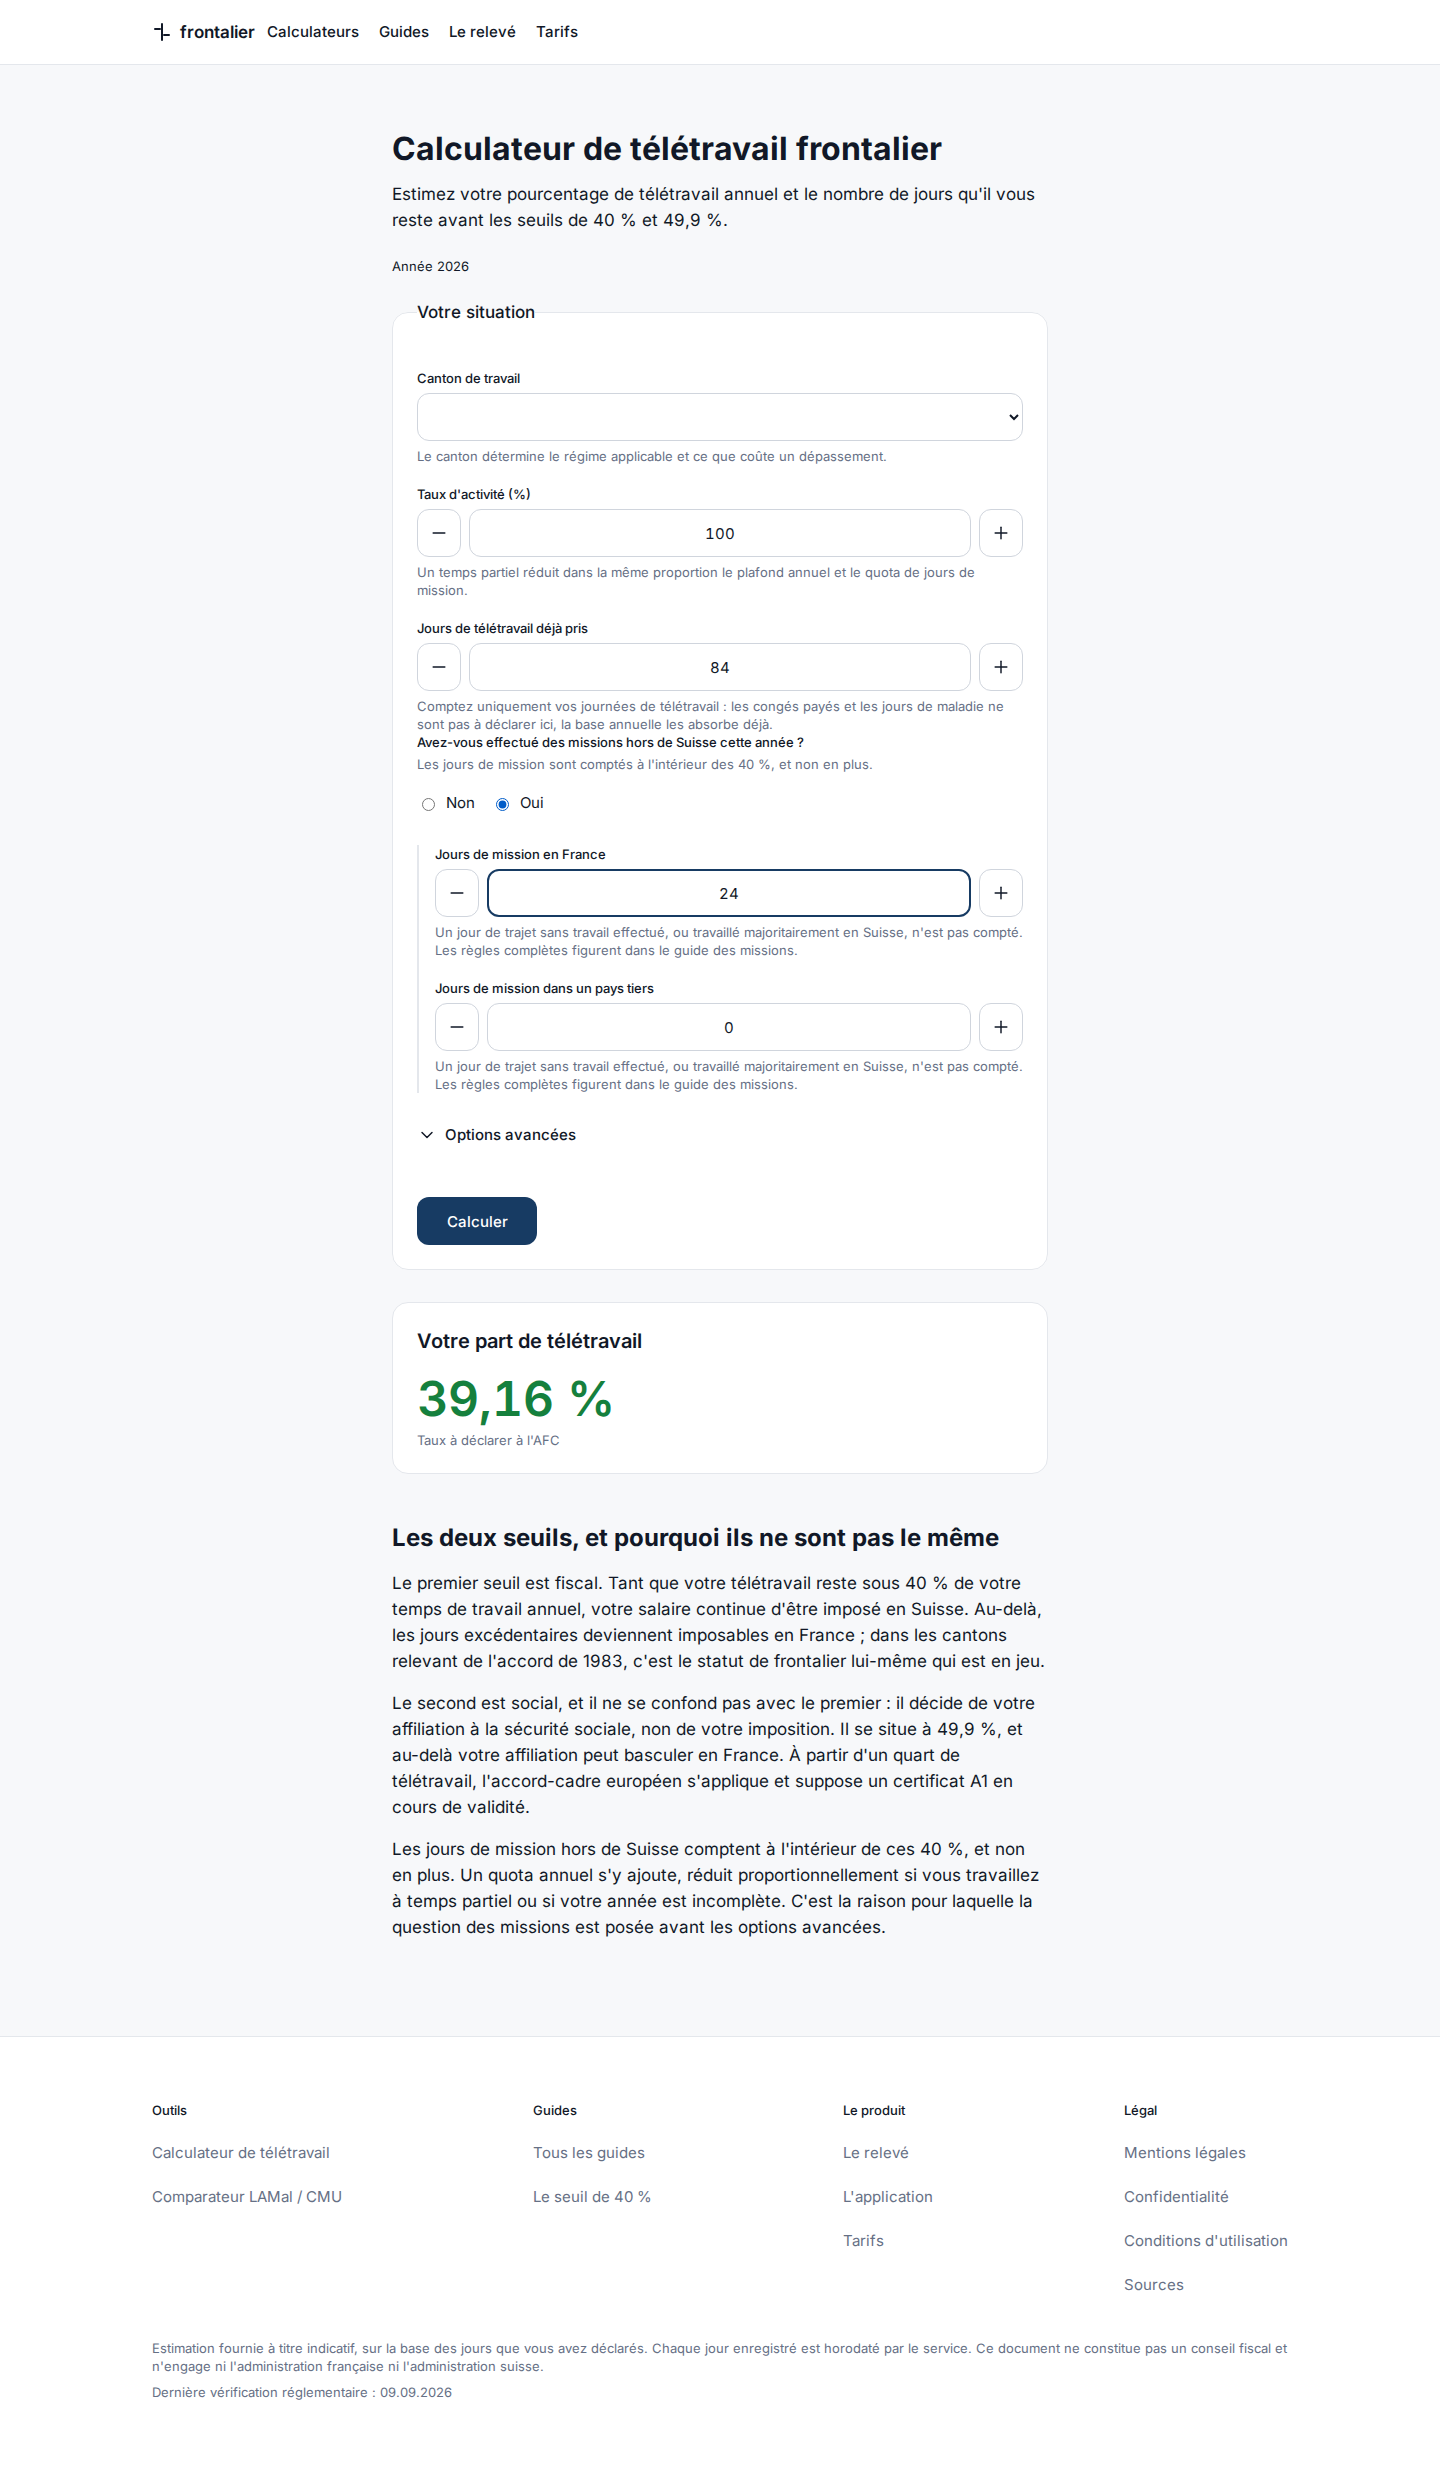 frontalier Calculateurs Guides Le relevé Tarifs
Calculateur de télétravail frontalier
Estimez votre pourcentage de télétravail annuel et le nombre de jours qu'il vous
reste avant les seuils de 40 % et 49,9 %.
Année 2026
Votre situation
Canton de travail
Le canton détermine le régime applicable et ce que coûte un dépassement.
Taux d'activité (%)
100
Un temps partiel réduit dans la même proportion le plafond annuel et le quota de jours de
mission.
Jours de télétravail déjà pris
84
Comptez uniquement vos journées de télétravail : les congés payés et les jours de maladie ne
sont pas à déclarer ici, la base annuelle les absorbe déjà.
Avez-vous effectué des missions hors de Suisse cette année ?
Les jours de mission sont comptés à l'intérieur des 40 %, et non en plus.
Non Oui
Jours de mission en France
24
Un jour de trajet sans travail effectué, ou travaillé majoritairement en Suisse, n'est pas compté.
Les règles complètes figurent dans le guide des missions.
Jours de mission dans un pays tiers
0
Un jour de trajet sans travail effectué, ou travaillé majoritairement en Suisse, n'est pas compté.
Les règles complètes figurent dans le guide des missions.
Options avancées
Calculer
Votre part de télétravail
39,16 %
Taux à déclarer à l'AFC
Les deux seuils, et pourquoi ils ne sont pas le même
Le premier seuil est fiscal. Tant que votre télétravail reste sous 40 % de votre
temps de travail annuel, votre salaire continue d'être imposé en Suisse. Au-delà,
les jours excédentaires deviennent imposables en France ; dans les cantons
relevant de l'accord de 1983, c'est le statut de frontalier lui-même qui est en jeu.
Le second est social, et il ne se confond pas avec le premier : il décide de votre
affiliation à la sécurité sociale, non de votre imposition. Il se situe à 49,9 %, et
au-delà votre affiliation peut basculer en France. À partir d'un quart de
télétravail, l'accord-cadre européen s'applique et suppose un certificat A1 en
cours de validité.
Les jours de mission hors de Suisse comptent à l'intérieur de ces 40 %, et non
en plus. Un quota annuel s'y ajoute, réduit proportionnellement si vous travaillez
à temps partiel ou si votre année est incomplète. C'est la raison pour laquelle la
question des missions est posée avant les options avancées.
Outils
Calculateur de télétravail
Comparateur LAMal / CMU
Guides
Tous les guides
Le seuil de 40 %
Le produit
Le relevé
L'application
Tarifs
Légal
Mentions légales
Confidentialité
Conditions d'utilisation
Sources
Estimation fournie à titre indicatif, sur la base des jours que vous avez déclarés. Chaque jour enregistré est horodaté par le service. Ce document ne constitue pas un conseil fiscal et
n'engage ni l'administration française ni l'administration suisse.
Dernière vérification réglementaire : 09.09.2026